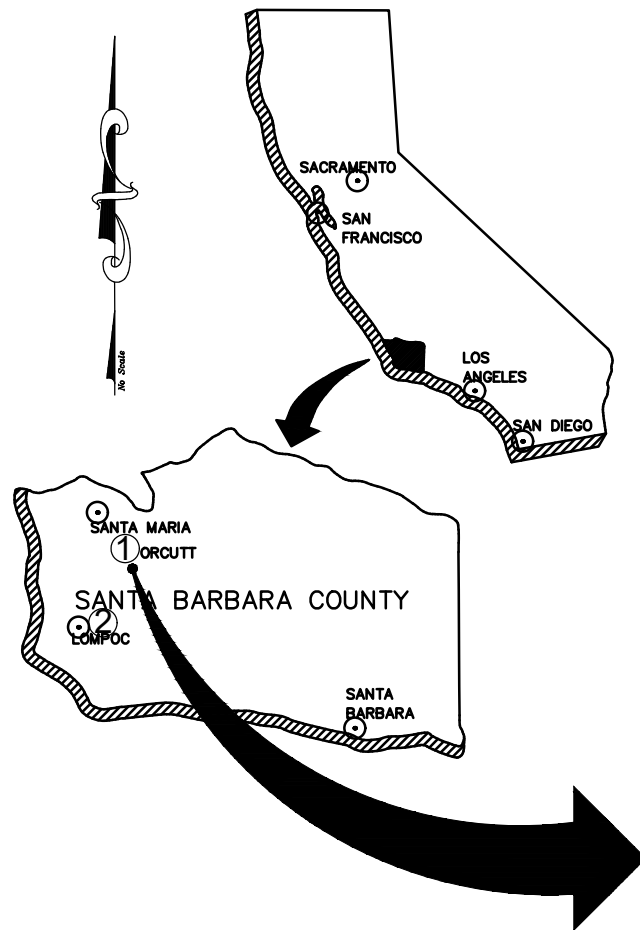 SACRAMENTO
SAN
FRANCISCO
LOS
ANGELES
SAN DIEGO
No Scale
SANTA MARIA
1 ORCUTT
SANTA BARBARA COUNTY
2
LOMPOC
SANTA
BARBARA